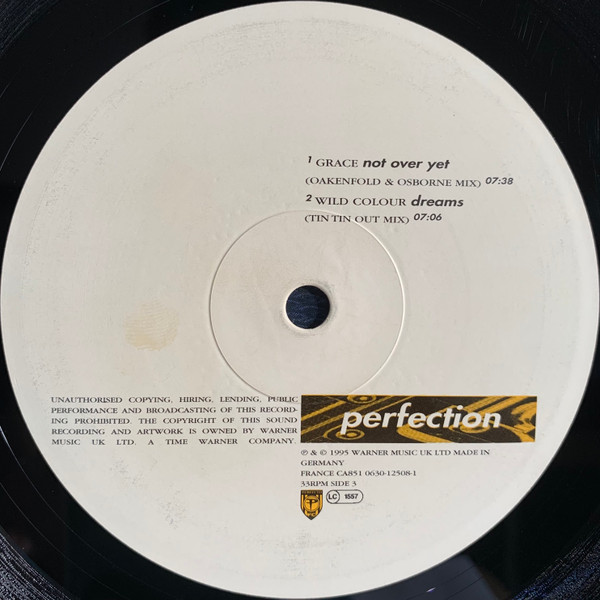 1 GRACE not over yet
(OAKENFOLD & OSBORNE MIX) 07:38
2 WILD COLOUR dreams
(TIN TIN OUT MIX) 07:06
UNAUTHORISED COPYING, HIRING, LENDING, PUBLIC
PERFORMANCE AND BROADCASTING OF THIS RECORD-
ING PROHIBITED. THE COPYRIGHT OF THIS SOUND
RECORDING AND ARTWORK IS OWNED BY WARNER
MUSIC UK LTD. A TIME WARNER COMPANY.
perfection
℗ & © 1995 WARNER MUSIC UK LTD MADE IN
GERMANY
FRANCE CA851 0630-12508-1
33RPM SIDE 3
LC 1557